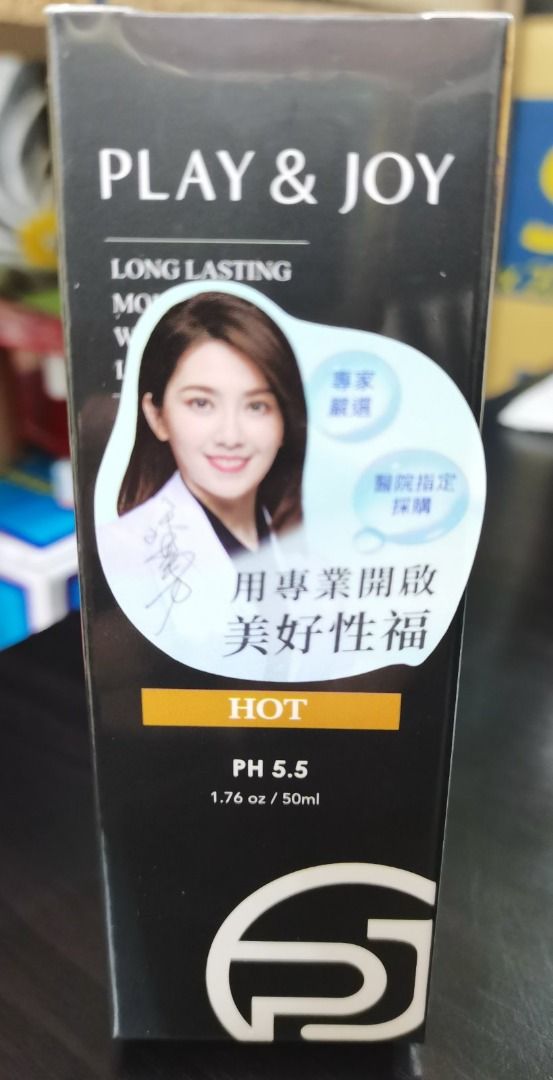 PLAY & JOY
LONG LASTING
專家
嚴選
醫院指定
採購
用專業開啟
美好性福
HOT
PH 5.5
1.76 oz / 50ml